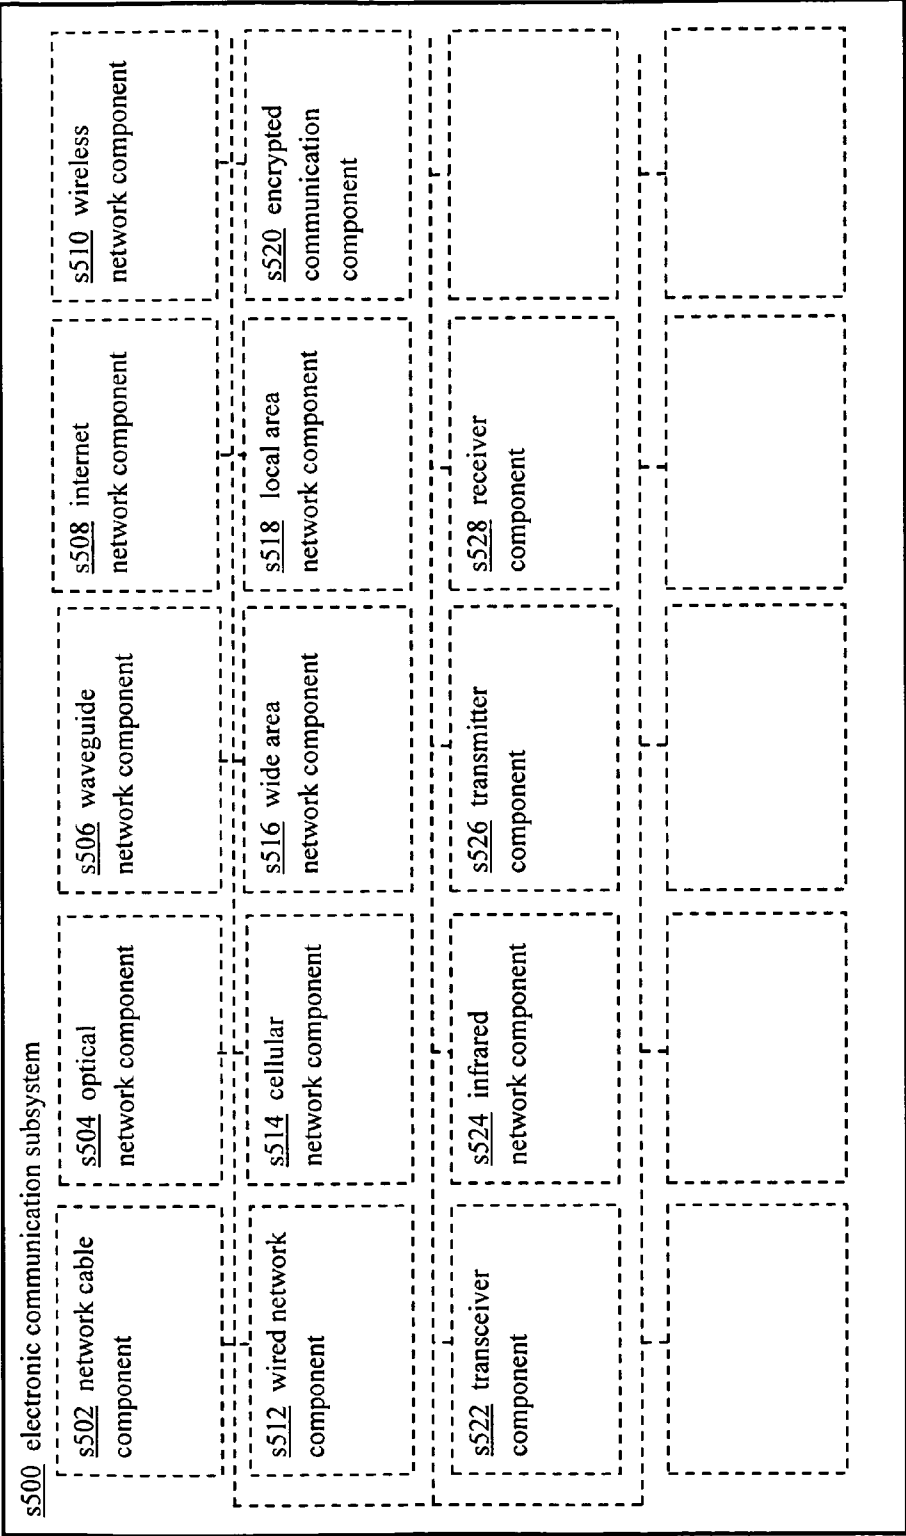 s500 electronic communication subsystem
s502 network cable
component
s504 optical
network component
s506 waveguide
network component
s508 internet
network component
s510 wireless
network component
s512 wired network
component
s514 cellular
network component
s516 wide area
network component
s518 local area
network component
s520 encrypted
communication
component
s522 transceiver
component
s524 infrared
network component
s526 transmitter
component
s528 receiver
component